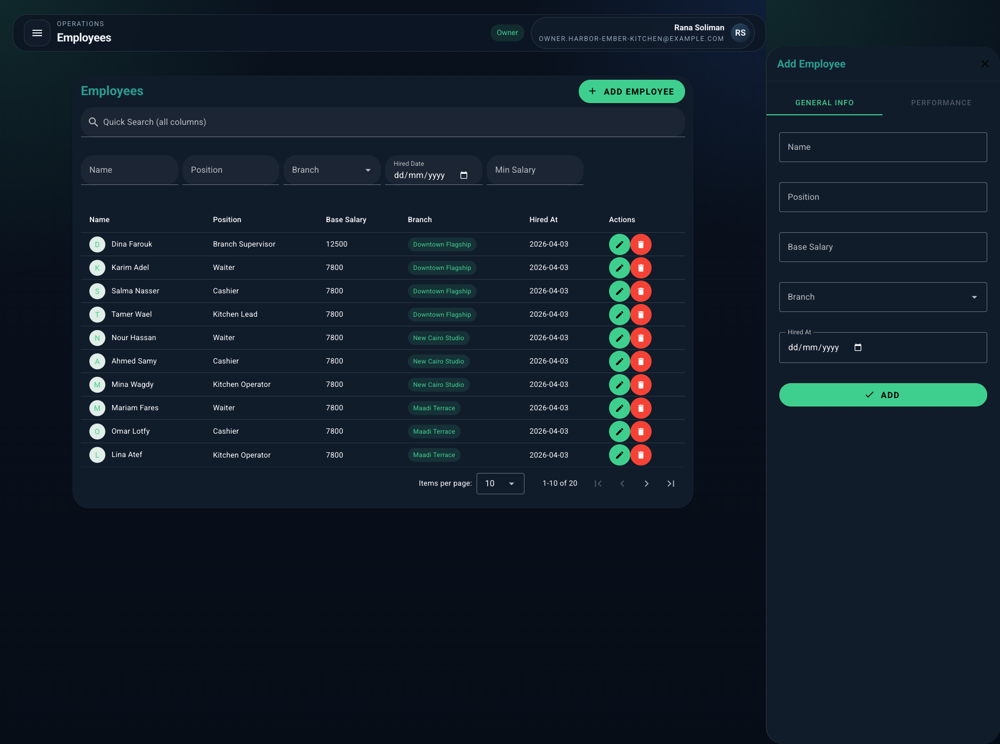 OPERATIONS
Employees
Owner
Rana Soliman
OWNER.HARBOR-EMBER-KITCHEN@EXAMPLE.COM
RS
Employees
ADD EMPLOYEE
Quick Search (all columns)
Name
Position
Branch
Hired Date
dd/mm/yyyy
Min Salary
Name Position Base Salary Branch Hired At Actions
D Dina Farouk Branch Supervisor 12500 Downtown Flagship 2026-04-03
K Karim Adel Waiter 7800 Downtown Flagship 2026-04-03
S Salma Nasser Cashier 7800 Downtown Flagship 2026-04-03
T Tamer Wael Kitchen Lead 7800 Downtown Flagship 2026-04-03
N Nour Hassan Waiter 7800 New Cairo Studio 2026-04-03
A Ahmed Samy Cashier 7800 New Cairo Studio 2026-04-03
M Mina Wagdy Kitchen Operator 7800 New Cairo Studio 2026-04-03
M Mariam Fares Waiter 7800 Maadi Terrace 2026-04-03
O Omar Lotfy Cashier 7800 Maadi Terrace 2026-04-03
L Lina Atef Kitchen Operator 7800 Maadi Terrace 2026-04-03
Items per page: 10 1-10 of 20
Add Employee
GENERAL INFO PERFORMANCE
Name
Position
Base Salary
Branch
Hired At
dd/mm/yyyy
ADD